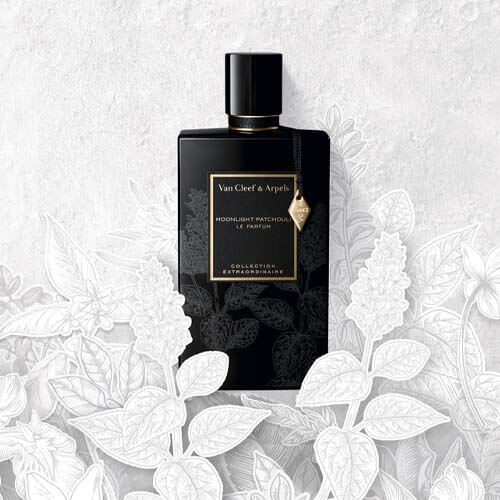 Van Cleef & Arpels
MOONLIGHT PATCHOULI
LE PARFUM
COLLECTION
EXTRAORDINAIRE